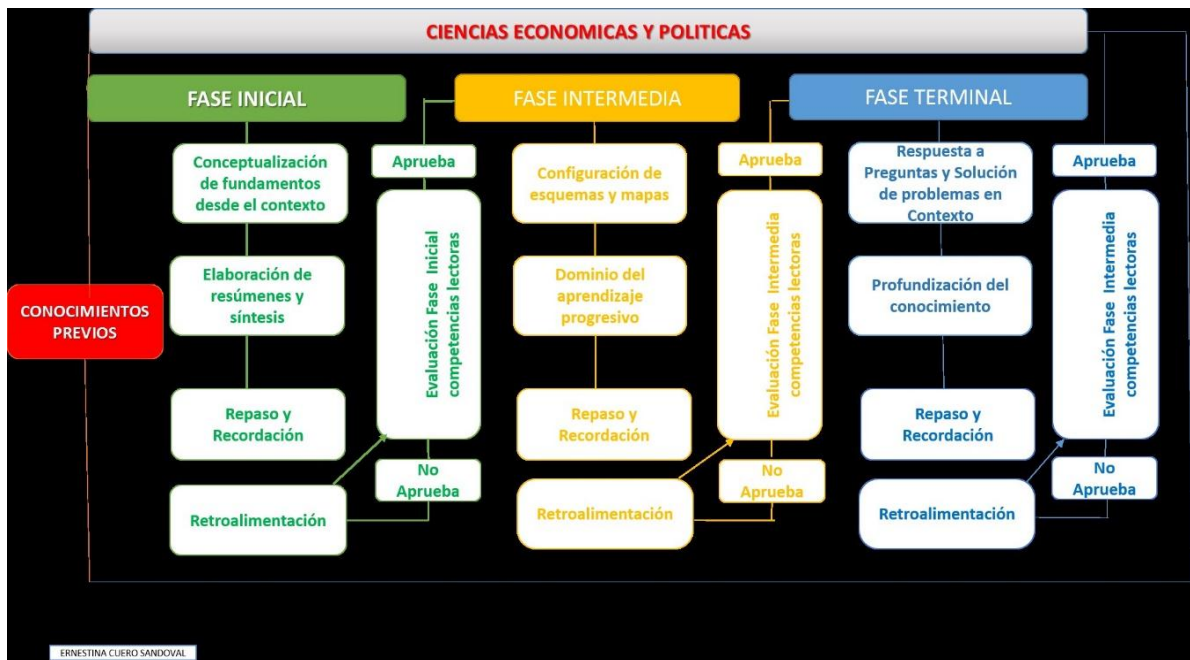 CIENCIAS ECONOMICAS Y POLITICAS
CONOCIMIENTOS
PREVIOS
FASE INICIAL
Conceptualización
de fundamentos
desde el contexto
Elaboración de
resúmenes y
síntesis
Repaso y
Recordación
Retroalimentación
Aprueba
Evaluación Fase Inicial
competencias lectoras
No
Aprueba
FASE INTERMEDIA
Configuración de
esquemas y mapas
Dominio del
aprendizaje
progresivo
Repaso y
Recordación
Retroalimentación
Aprueba
Evaluación Fase Intermedia
competencias lectoras
No
Aprueba
FASE TERMINAL
Respuesta a
Preguntas y Solución
de problemas en
Contexto
Profundización del
conocimiento
Repaso y
Recordación
Retroalimentación
Aprueba
Evaluación Fase Intermedia
competencias lectoras
No
Aprueba
ERNESTINA CUERO SANDOVAL